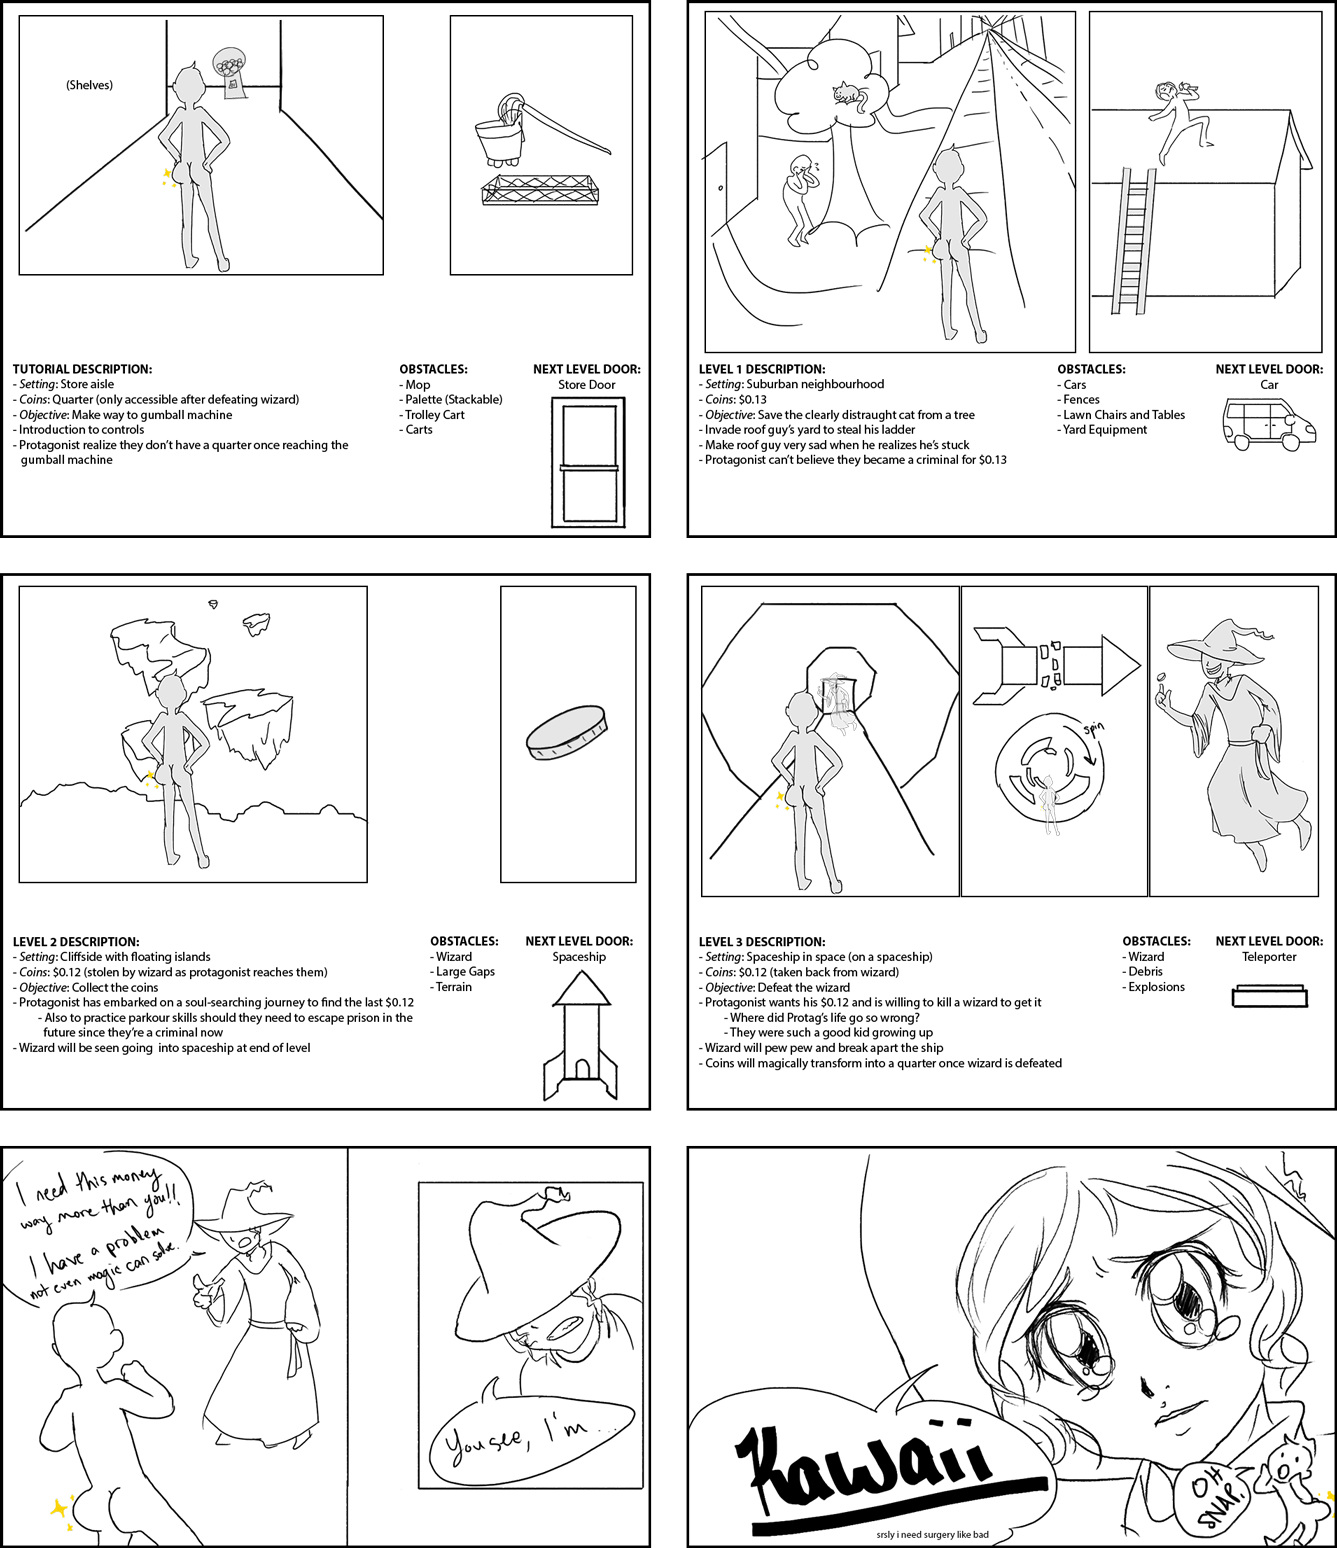 (Shelves)
TUTORIAL DESCRIPTION:
- Setting: Store aisle
- Coins: Quarter (only accessible after defeating wizard)
- Objective: Make way to gumball machine
- Introduction to controls
- Protagonist realize they don't have a quarter once reaching the
gumball machine
OBSTACLES:
- Mop
- Palette (Stackable)
- Trolley Cart
- Carts
NEXT LEVEL DOOR:
Store Door
LEVEL 1 DESCRIPTION:
- Setting: Suburban neighbourhood
- Coins: $0.13
- Objective: Save the clearly distraught cat from a tree
- Invade roof guy's yard to steal his ladder
- Make roof guy very sad when he realizes he's stuck
- Protagonist can't believe they became a criminal for $0.13
OBSTACLES:
- Cars
- Fences
- Lawn Chairs and Tables
- Yard Equipment
NEXT LEVEL DOOR:
Car
LEVEL 2 DESCRIPTION:
- Setting: Cliffside with floating islands
- Coins: $0.12 (stolen by wizard as protagonist reaches them)
- Objective: Collect the coins
- Protagonist has embarked on a soul-searching journey to find the last $0.12
- Also to practice parkour skills should they need to escape prison in the
future since they're a criminal now
- Wizard will be seen going into spaceship at end of level
OBSTACLES:
- Wizard
- Large Gaps
- Terrain
NEXT LEVEL DOOR:
Spaceship
spin
LEVEL 3 DESCRIPTION:
- Setting: Spaceship in space (on a spaceship)
- Coins: $0.12 (taken back from wizard)
- Objective: Defeat the wizard
- Protagonist wants his $0.12 and is willing to kill a wizard to get it
- Where did Protag's life go so wrong?
- They were such a good kid growing up
- Wizard will pew pew and break apart the ship
- Coins will magically transform into a quarter once wizard is defeated
OBSTACLES:
- Wizard
- Debris
- Explosions
NEXT LEVEL DOOR:
Teleporter
I need this money
way more than you!!
I have a problem
not even magic can solve.
You see, I'm ...
Kawaii
srsly i need surgery like bad
OH
SNAP.